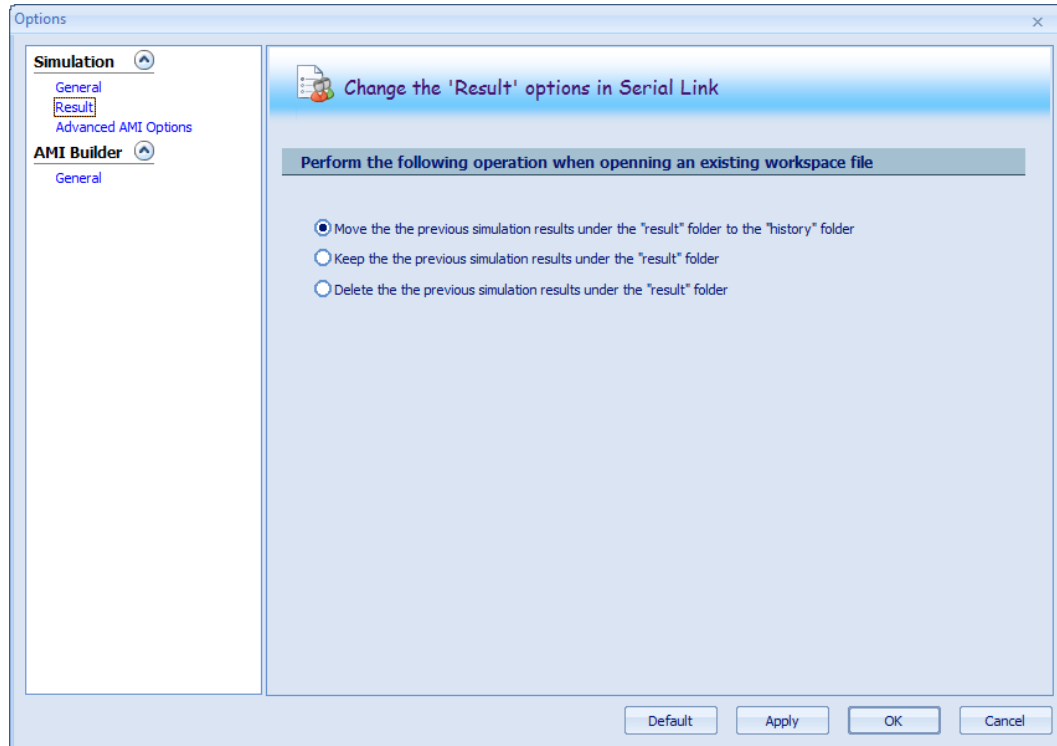 Options
Simulation
General
Result
Advanced AMI Options
AMI Builder
General
Change the 'Result' options in Serial Link
Perform the following operation when openning an existing workspace file
Move the the previous simulation results under the "result" folder to the "history" folder
Keep the the previous simulation results under the "result" folder
Delete the the previous simulation results under the "result" folder
Default Apply OK Cancel